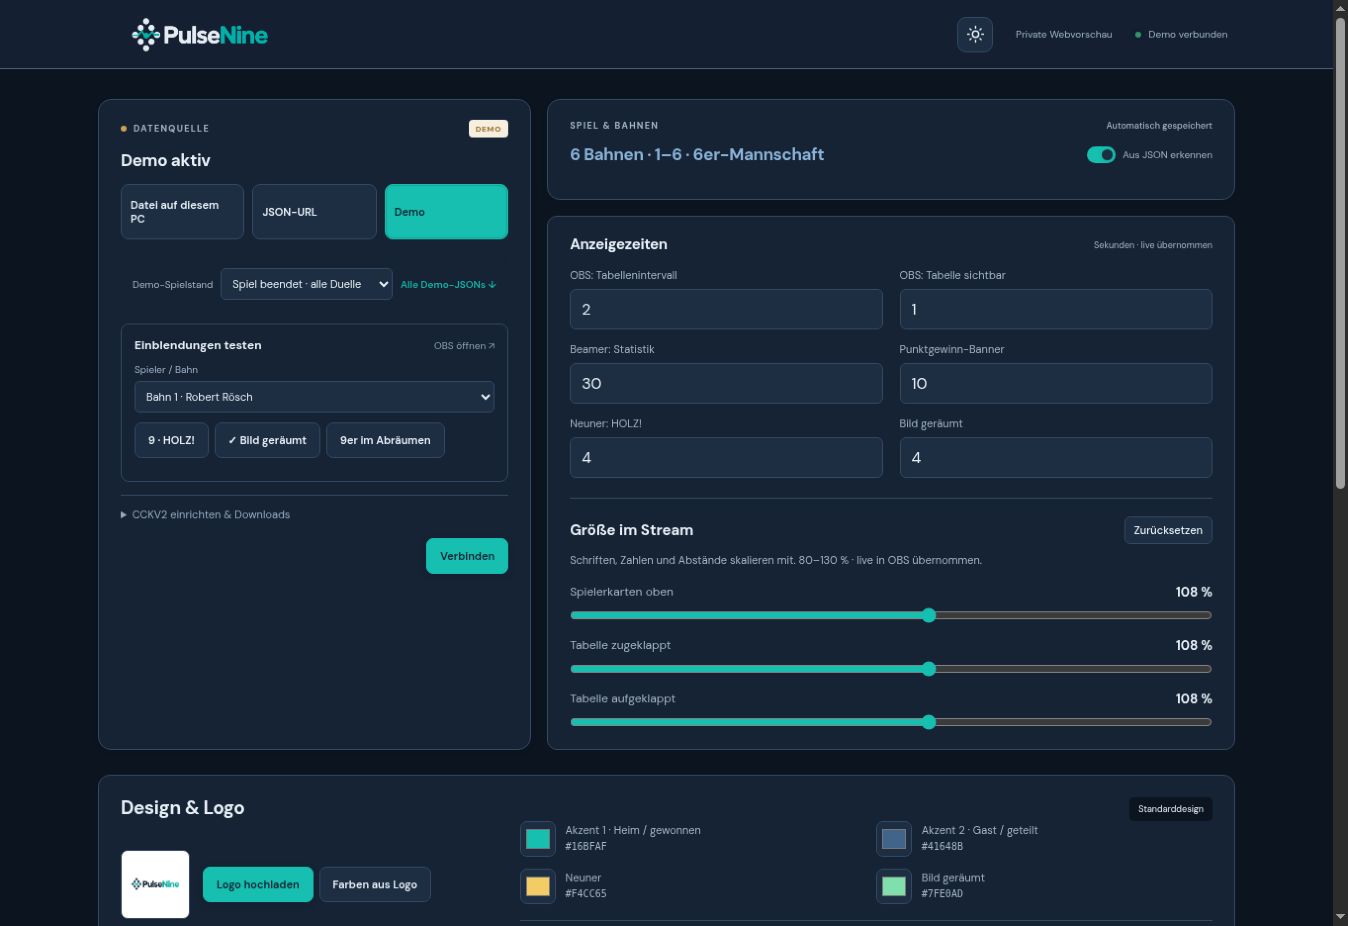 PulseNine
Private Webvorschau
Demo verbunden
DATENQUELLE
DEMO
Demo aktiv
Datei auf diesem
PC
JSON-URL
Demo
Demo-Spielstand
Spiel beendet · alle Duelle
Alle Demo-JSONs ↓
Einblendungen testen
OBS öffnen ↗
Spieler / Bahn
Bahn 1 · Robert Rösch
9 · HOLZ!
✓ Bild geräumt
9er im Abräumen
▶ CCKV2 einrichten & Downloads
Verbinden
SPIEL & BAHNEN
Automatisch gespeichert
6 Bahnen · 1–6 · 6er-Mannschaft
Aus JSON erkennen
Anzeigezeiten
Sekunden · live übernommen
OBS: Tabellenintervall
OBS: Tabelle sichtbar
2
1
Beamer: Statistik
Punktgewinn-Banner
30
10
Neuner: HOLZ!
Bild geräumt
4
4
Größe im Stream
Zurücksetzen
Schriften, Zahlen und Abstände skalieren mit. 80–130 % · live in OBS übernommen.
Spielerkarten oben
108 %
Tabelle zugeklappt
108 %
Tabelle aufgeklappt
108 %
Design & Logo
Standarddesign
PulseNine
Logo hochladen
Farben aus Logo
Akzent 1 · Heim / gewonnen
#16BFAF
Akzent 2 · Gast / geteilt
#41648B
Neuner
#F4CC65
Bild geräumt
#7FE0AD